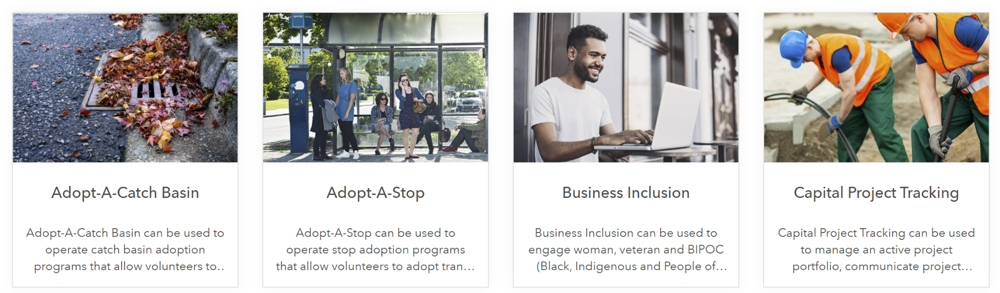 Adopt-A-Catch Basin
Adopt-A-Catch Basin can be used to
operate catch basin adoption
programs that allow volunteers to..
Adopt-A-Stop
Adopt-A-Stop can be used to
operate stop adoption programs
that allow volunteers to adopt tran...
Business Inclusion
Business Inclusion can be used to
engage woman, veteran and BIPOC
(Black, Indigenous and People of...
Capital Project Tracking
Capital Project Tracking can be used
to manage an active project
portfolio, communicate project...